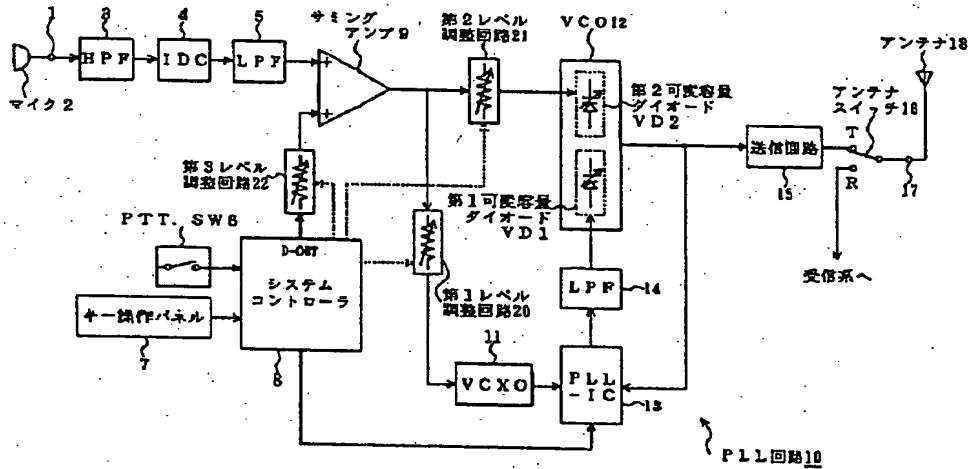 1
3
4
5
サミング
アンプ9
第2レベル
調整回路21
VCO12
アンテナ18
HPF
IDC
LPF
マイク2
第2可変容量
ダイオード
VD2
アンテナ
スイッチ16
T
R
送信回路
15
17
第3レベル
調整回路22
第1可変容量
ダイオード
VD1
PTT. SW6
D-OUT
システム
コントローラ
8
キー操作パネル
7
第1レベル
調整回路20
LPF
14
受信系へ
11
VCXO
PLL
-IC
13
PLL回路10